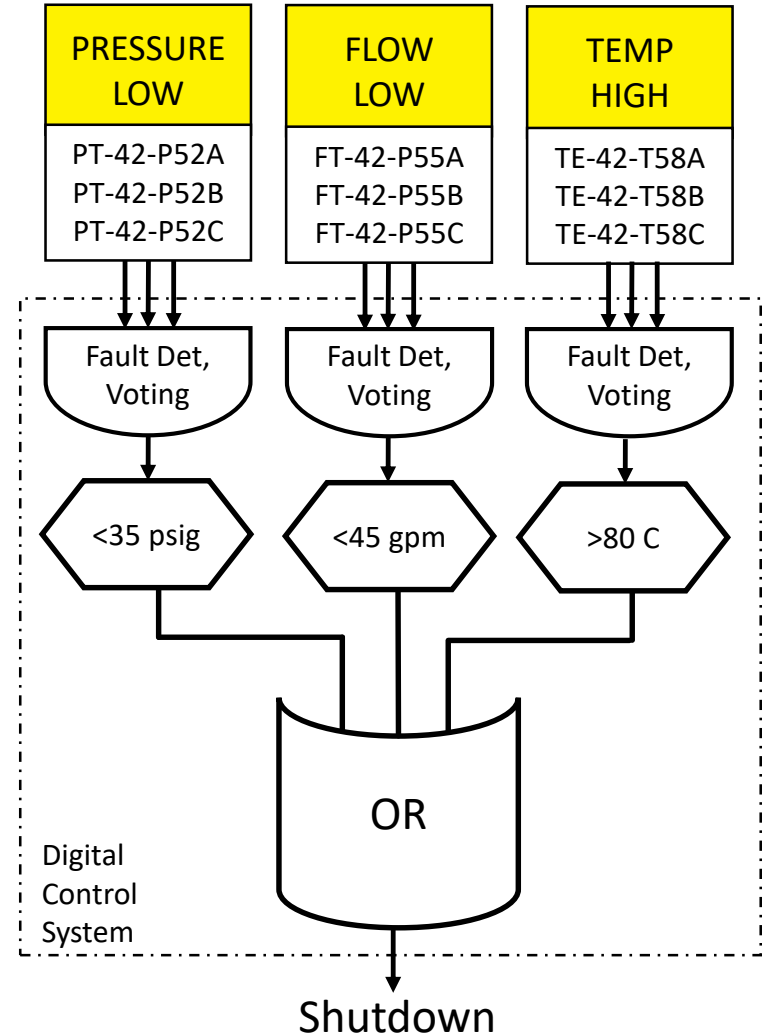 PRESSURE
LOW
PT-42-P52A
PT-42-P52B
PT-42-P52C
FLOW
LOW
FT-42-P55A
FT-42-P55B
FT-42-P55C
TEMP
HIGH
TE-42-T58A
TE-42-T58B
TE-42-T58C
Fault Det,
Voting
Fault Det,
Voting
Fault Det,
Voting
<35 psig
<45 gpm
>80 C
OR
Digital
Control
System
Shutdown